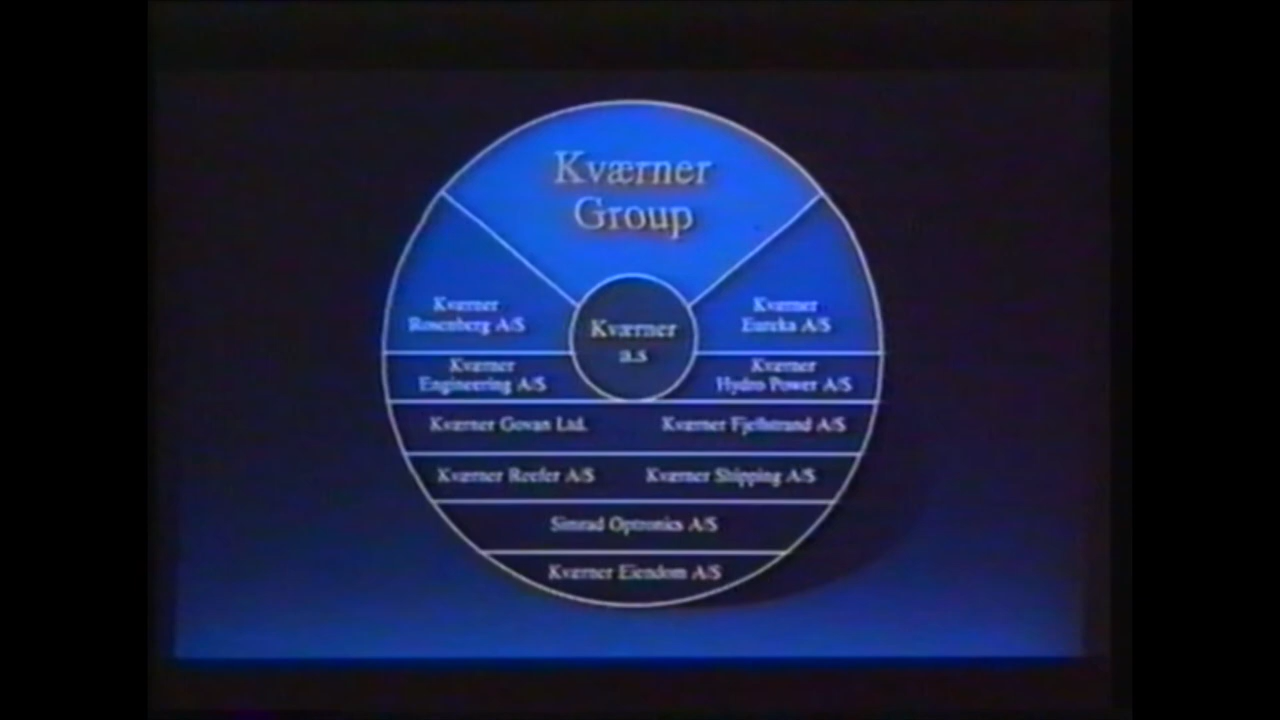 Kværner
Group
Kværner
Rosenberg A/S
Kværner
a.s
Kværner
Eureka A/S
Kværner
Engineering A/S
Kværner
Hydro Power A/S
Kværner Govan Ltd.
Kværner Fjellstrand A/S
Kværner Reefer A/S
Kværner Shipping A/S
Simrad Optronics A/S
Kværner Eiendom A/S